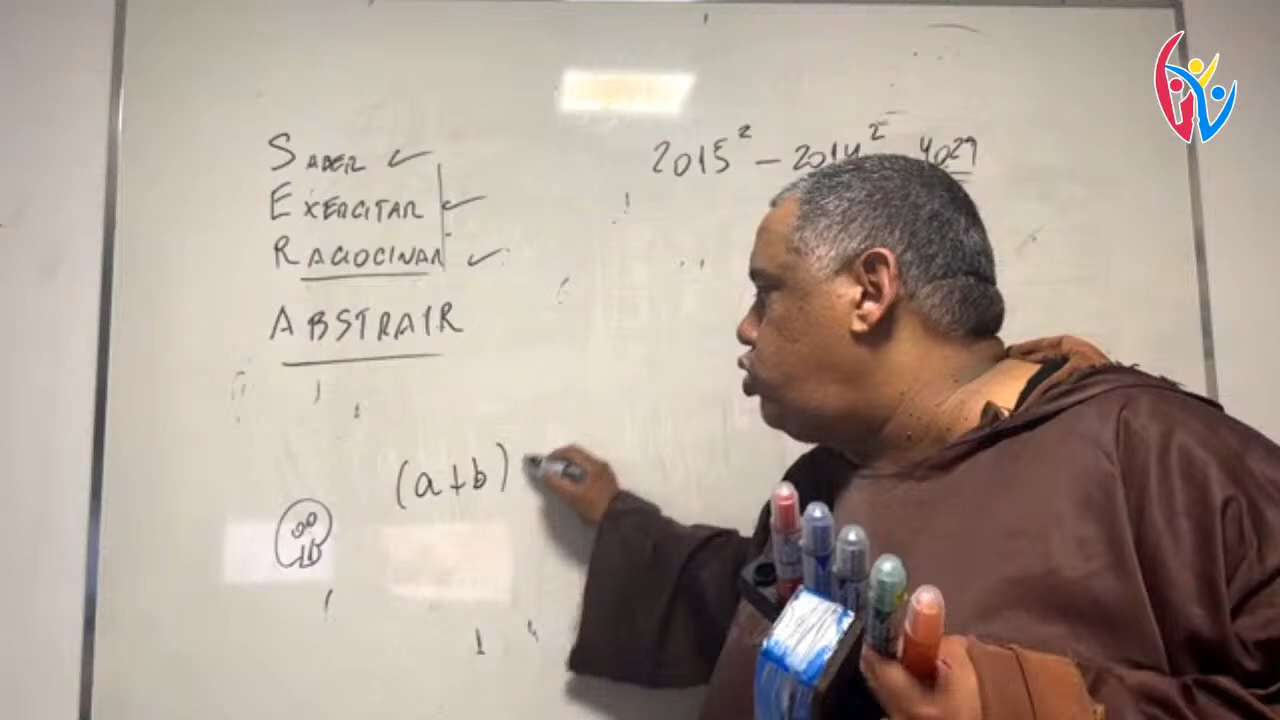 SABER ✓
EXERCITAR ✓
RACIOCINAR ✓
ABSTRAIR
2015² – 2014² 4029
(a+b)